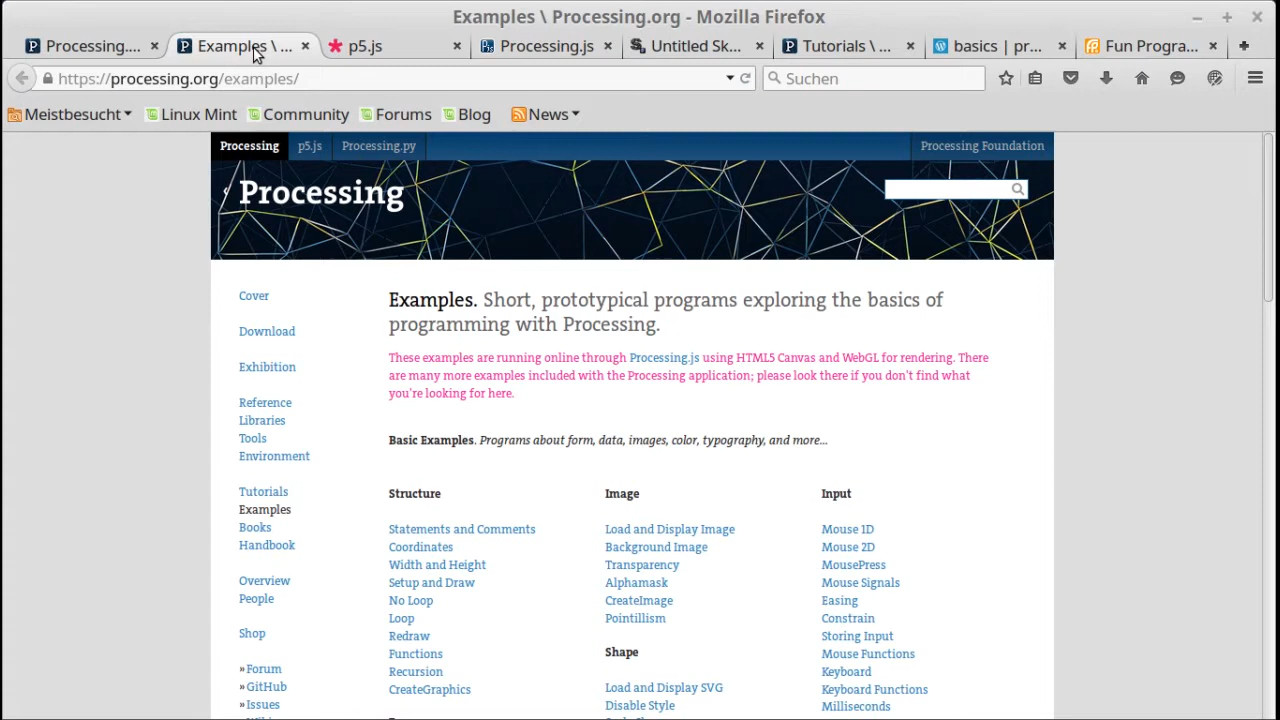 Examples \ Processing.org - Mozilla Firefox
Processing.... Examples \ ... p5.js Processing.js Untitled Sk... Tutorials \ ... basics | pr... Fun Progra...
https://processing.org/examples/ Suchen
Meistbesucht Linux Mint Community Forums Blog News
Processing p5.js Processing.py Processing Foundation
Processing
Cover
Download
Exhibition
Reference
Libraries
Tools
Environment
Tutorials
Examples
Books
Handbook
Overview
People
Shop
»Forum
»GitHub
»Issues
Examples. Short, prototypical programs exploring the basics of
programming with Processing.
These examples are running online through Processing.js using HTML5 Canvas and WebGL for rendering. There
are many more examples included with the Processing application; please look there if you don't find what
you're looking for here.
Basic Examples. Programs about form, data, images, color, typography, and more...
Structure
Statements and Comments
Coordinates
Width and Height
Setup and Draw
No Loop
Loop
Redraw
Functions
Recursion
CreateGraphics
Image
Load and Display Image
Background Image
Transparency
Alphamask
CreateImage
Pointillism
Shape
Load and Display SVG
Disable Style
Input
Mouse 1D
Mouse 2D
MousePress
Mouse Signals
Easing
Constrain
Storing Input
Mouse Functions
Keyboard
Keyboard Functions
Milliseconds